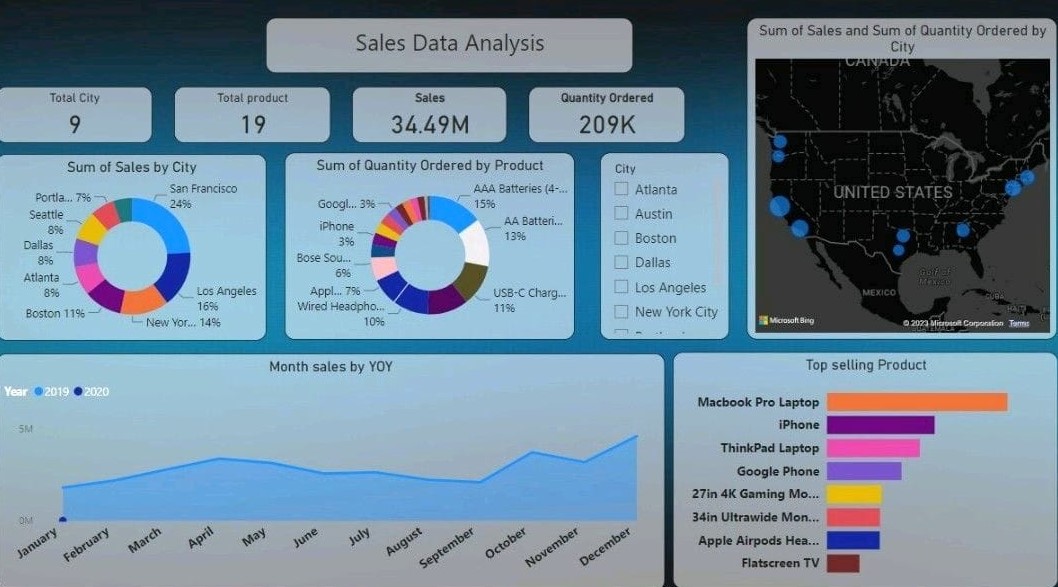 Sales Data Analysis
Total City
9
Total product
19
Sales
34.49M
Quantity Ordered
209K
Sum of Sales and Sum of Quantity Ordered by
City
CANADA
UNITED STATES
MEXICO
Gulf of
Mexico
CUBA
Microsoft Bing
© 2023 Microsoft Corporation Terms
Sum of Sales by City
San Francisco
24%
Los Angeles
16%
New Yor... 14%
Boston 11%
Atlanta
8%
Dallas
8%
Seattle
8%
Portla... 7%
Sum of Quantity Ordered by Product
AAA Batteries (4-...
15%
AA Batteri...
13%
USB-C Charg...
11%
Wired Headpho...
10%
Appl... 7%
Bose Sou...
6%
iPhone
3%
Googl... 3%
City
Atlanta
Austin
Boston
Dallas
Los Angeles
New York City
Month sales by YOY
Year 2019 2020
5M
0M
January
February
March
April
May
June
July
August
September
October
November
December
Top selling Product
Macbook Pro Laptop
iPhone
ThinkPad Laptop
Google Phone
27in 4K Gaming Mo...
34in Ultrawide Mon...
Apple Airpods Hea...
Flatscreen TV